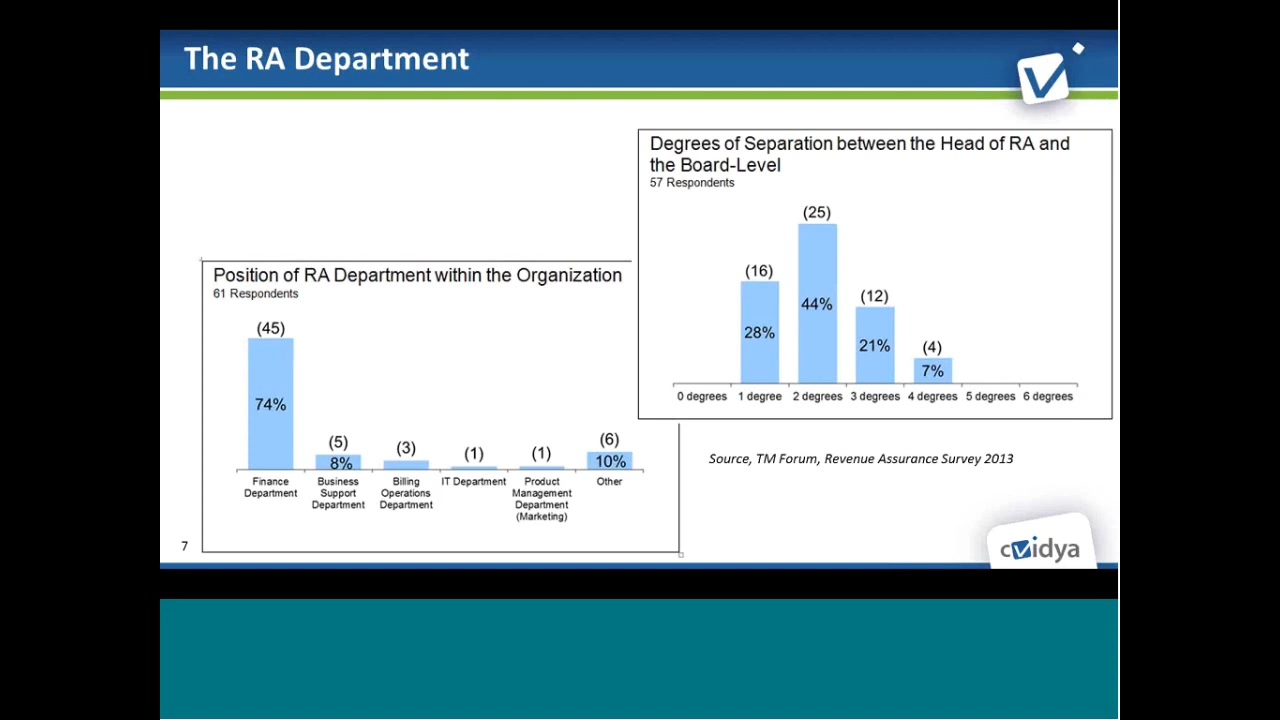 The RA Department
Degrees of Separation between the Head of RA and
the Board-Level
57 Respondents
(25)
(16)
(12)
(4)
44%
28%
21%
7%
0 degrees 1 degree 2 degrees 3 degrees 4 degrees 5 degrees 6 degrees
Position of RA Department within the Organization
61 Respondents
(45)
(5)
(3)
(1)
(1)
(6)
74%
8%
10%
Finance
Department
Business
Support
Department
Billing
Operations
Department
IT Department
Product
Management
Department
(Marketing)
Other
Source, TM Forum, Revenue Assurance Survey 2013
7
cvidya